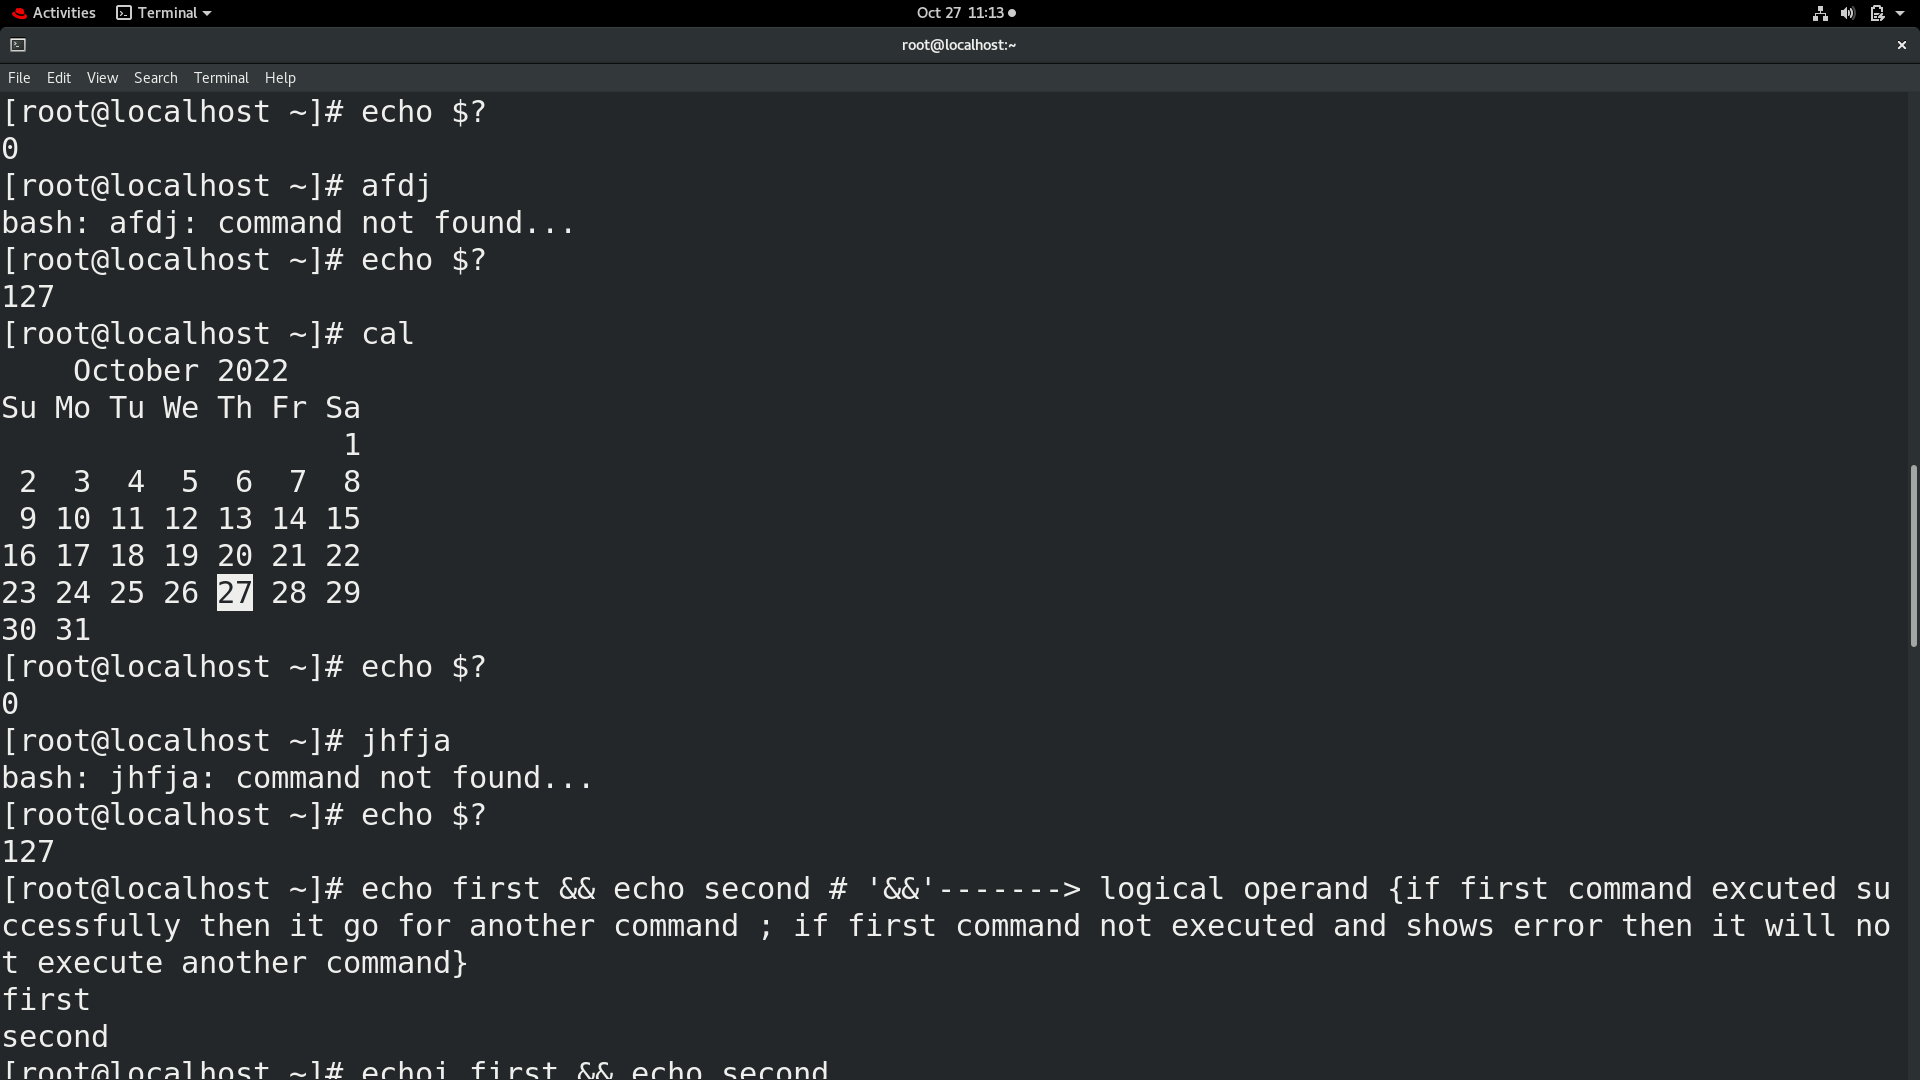 Activities Terminal Oct 27 11:13
root@localhost:~
File Edit View Search Terminal Help
[root@localhost ~]# echo $?
0
[root@localhost ~]# afdj
bash: afdj: command not found...
[root@localhost ~]# echo $?
127
[root@localhost ~]# cal
    October 2022
Su Mo Tu We Th Fr Sa
                   1
 2  3  4  5  6  7  8
 9 10 11 12 13 14 15
16 17 18 19 20 21 22
23 24 25 26 27 28 29
30 31
[root@localhost ~]# echo $?
0
[root@localhost ~]# jhfja
bash: jhfja: command not found...
[root@localhost ~]# echo $?
127
[root@localhost ~]# echo first && echo second # '&&'-------> logical operand {if first command excuted su
ccessfully then it go for another command ; if first command not executed and shows error then it will no
t execute another command}
first
second
[root@localhost ~]# echoi first && echo second